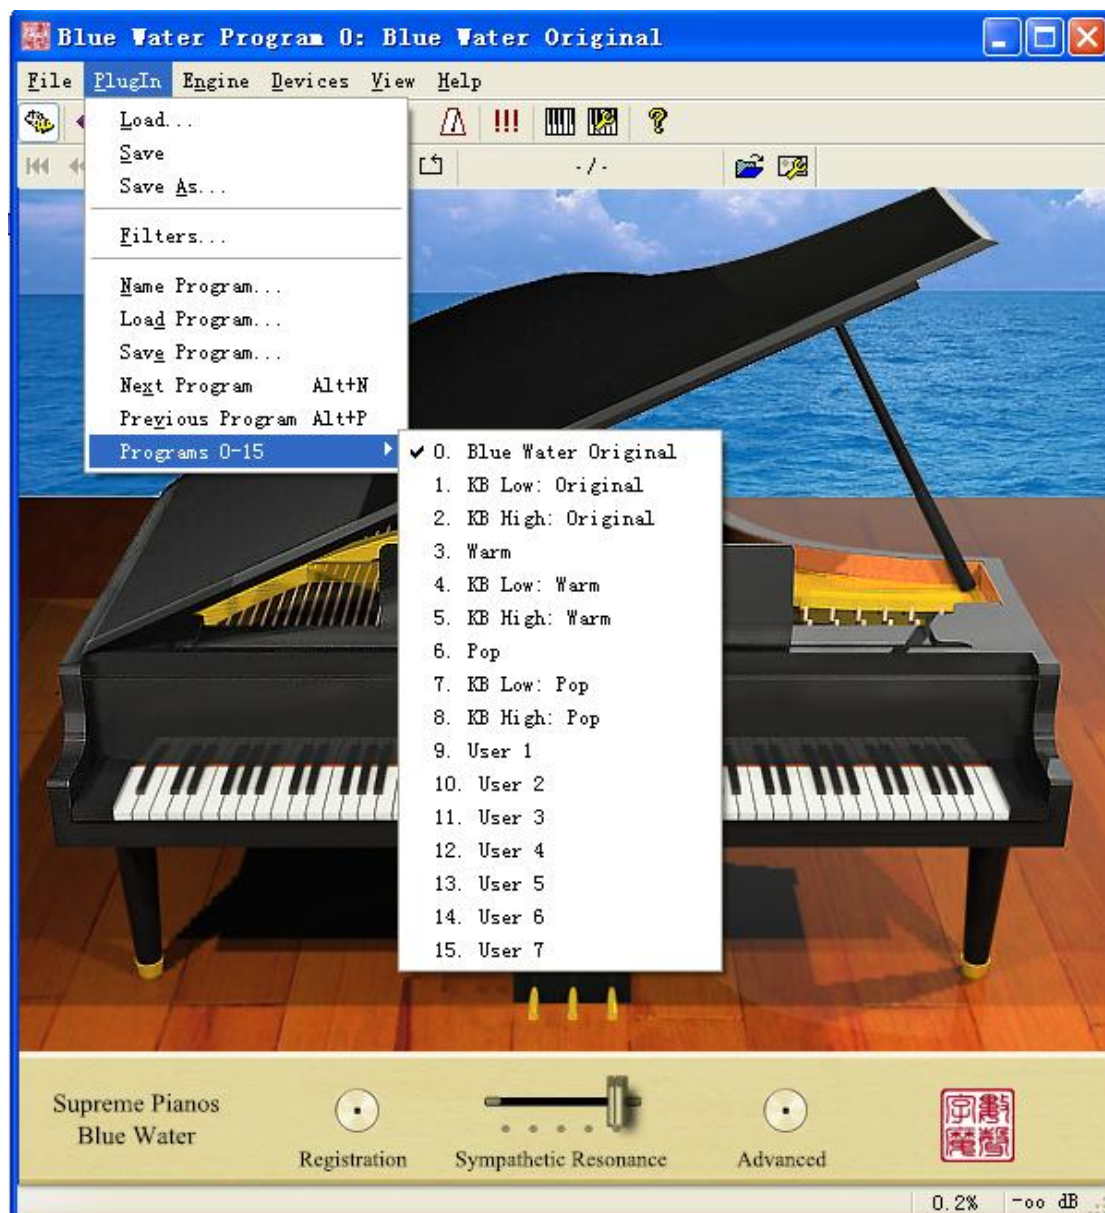 Blue Water Program 0: Blue Water Original
File PlugIn Engine Devices View Help
Load...
Save
Save As...
- / -
Filters...
Name Program...
Load Program...
Save Program...
Next Program Alt+N
Previous Program Alt+P
Programs 0-15
0. Blue Water Original
1. KB Low: Original
2. KB High: Original
3. Warm
4. KB Low: Warm
5. KB High: Warm
6. Pop
7. KB Low: Pop
8. KB High: Pop
9. User 1
10. User 2
11. User 3
12. User 4
13. User 5
14. User 6
15. User 7
Supreme Pianos
Blue Water
Registration
Sympathetic Resonance
Advanced
數聲
字魔
0.2% -oo dB